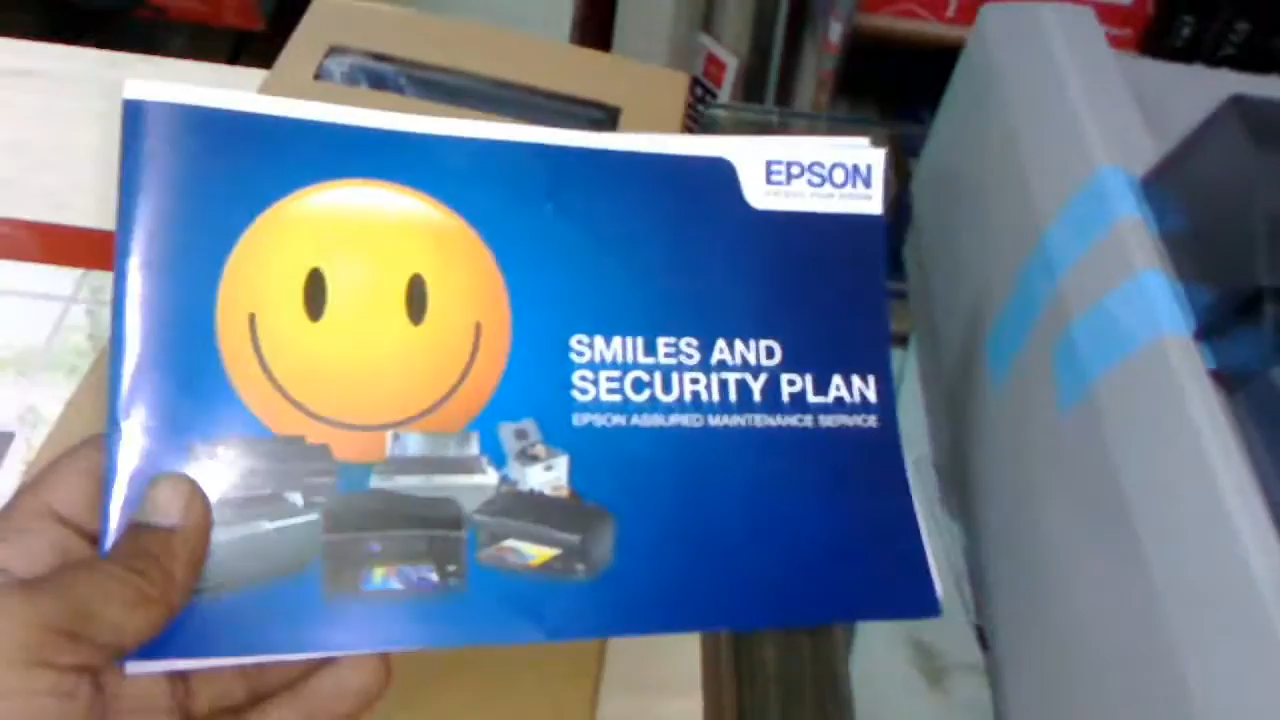 EPSON
SMILES AND
SECURITY PLAN
EPSON ASSURED MAINTENANCE SERVICE